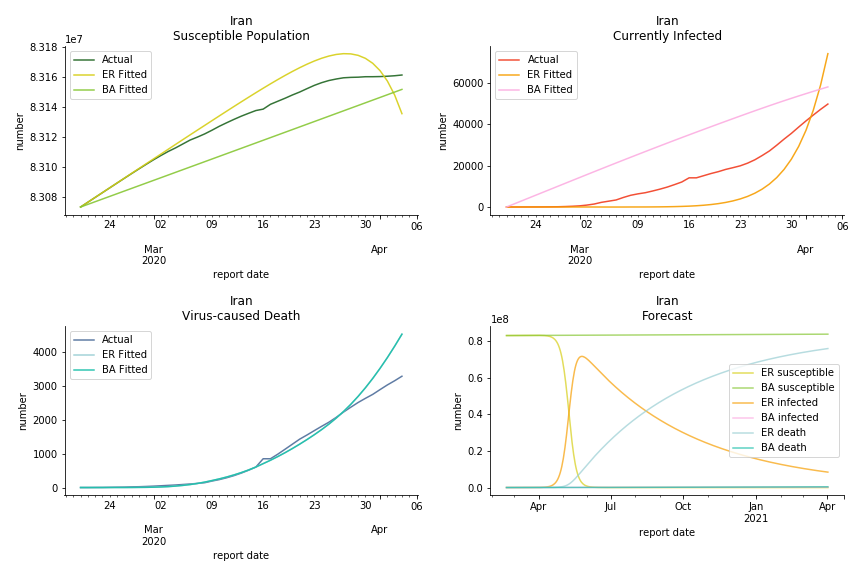 Iran
Susceptible Population
1e7
8.318
8.316
8.314
8.312
8.310
8.308
number
Actual
ER Fitted
BA Fitted
24
02
09
16
23
30
06
Mar
2020
Apr
report date
Iran
Currently Infected
60000
40000
20000
0
number
Actual
ER Fitted
BA Fitted
24
02
09
16
23
30
06
Mar
2020
Apr
report date
Iran
Virus-caused Death
4000
3000
2000
1000
0
number
Actual
ER Fitted
BA Fitted
24
02
09
16
23
30
06
Mar
2020
Apr
report date
Iran
Forecast
1e8
0.8
0.6
0.4
0.2
0.0
number
ER susceptible
BA susceptible
ER infected
BA infected
ER death
BA death
Apr
Jul
Oct
Jan
2021
Apr
report date